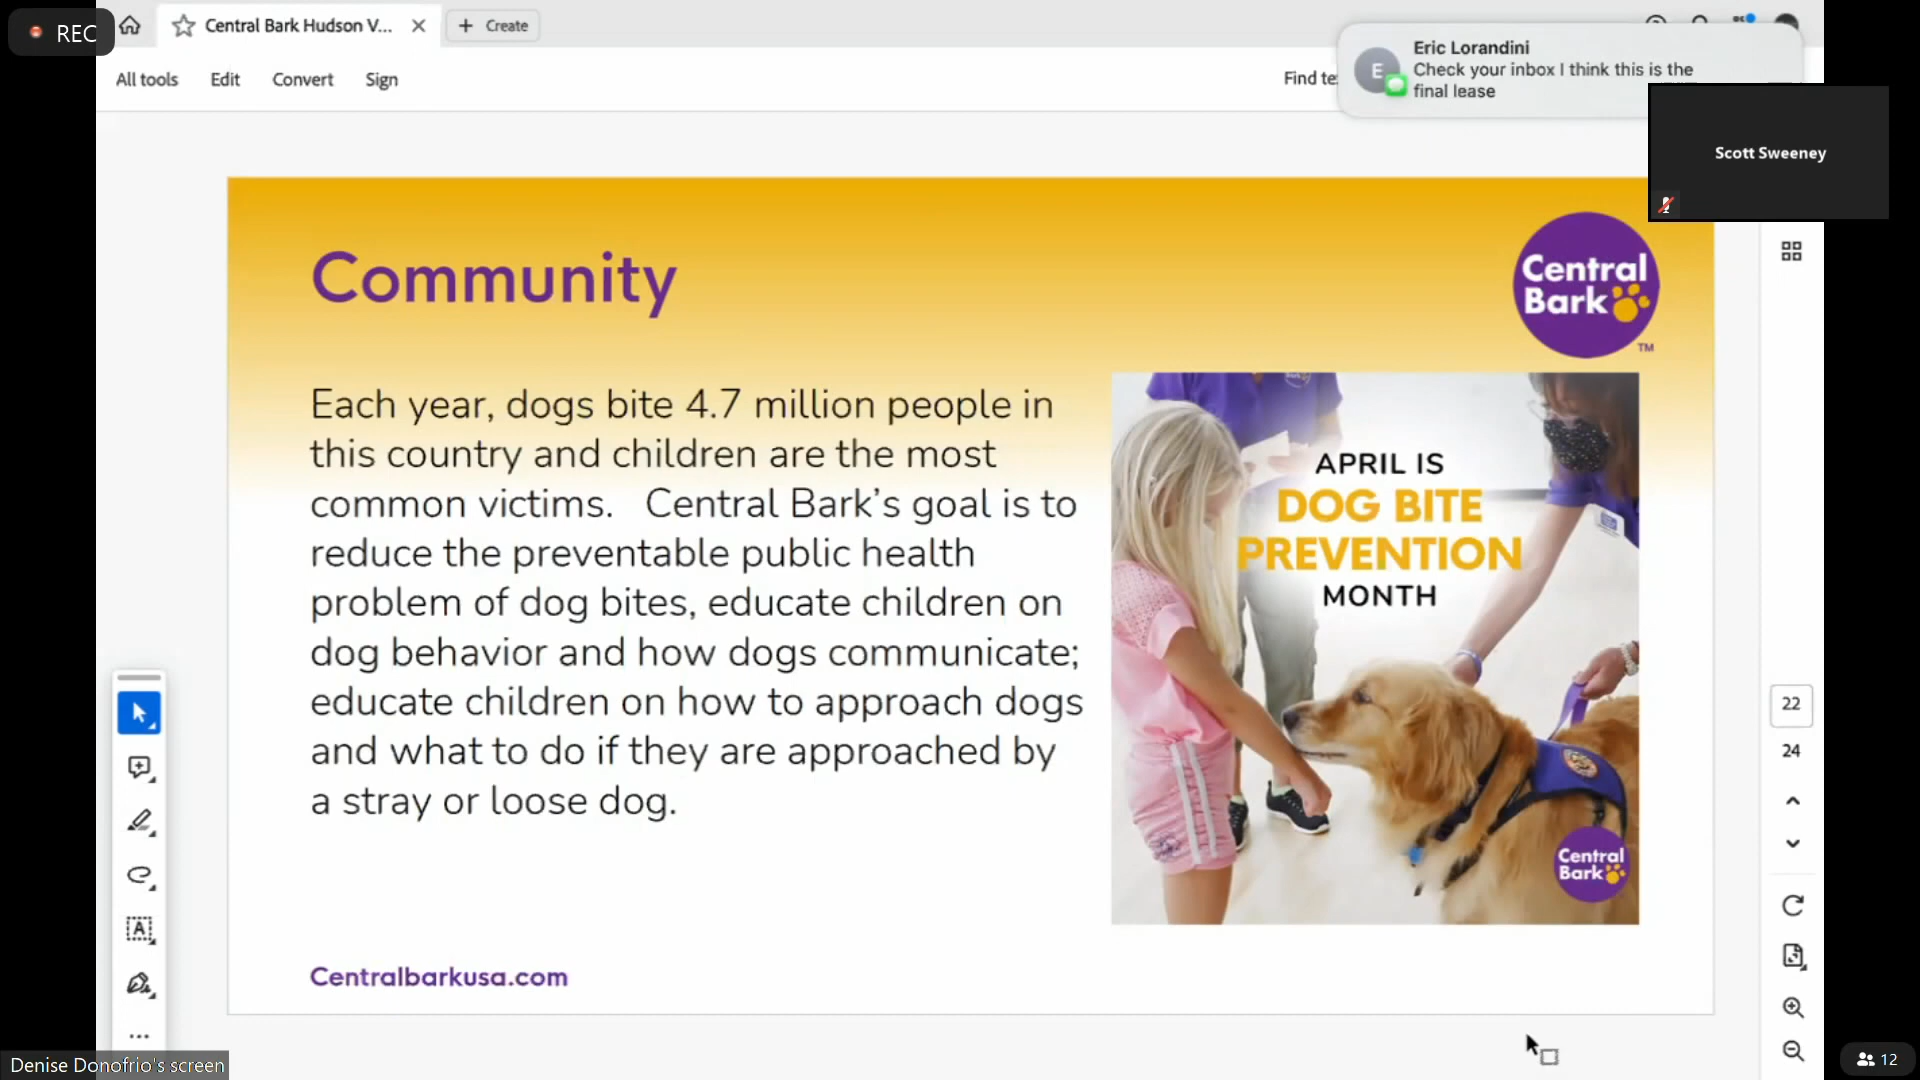 REC
Central Bark Hudson V...
Create
All tools
Edit
Convert
Sign
Find te
Eric Lorandini
Check your inbox I think this is the
final lease
E
Scott Sweeney
Community
Central
Bark
TM
Each year, dogs bite 4.7 million people in
this country and children are the most
common victims. Central Bark's goal is to
reduce the preventable public health
problem of dog bites, educate children on
dog behavior and how dogs communicate;
educate children on how to approach dogs
and what to do if they are approached by
a stray or loose dog.
APRIL IS
DOG BITE
PREVENTION
MONTH
Central
Bark
Centralbarkusa.com
22
24
Denise Donofrio's screen
12